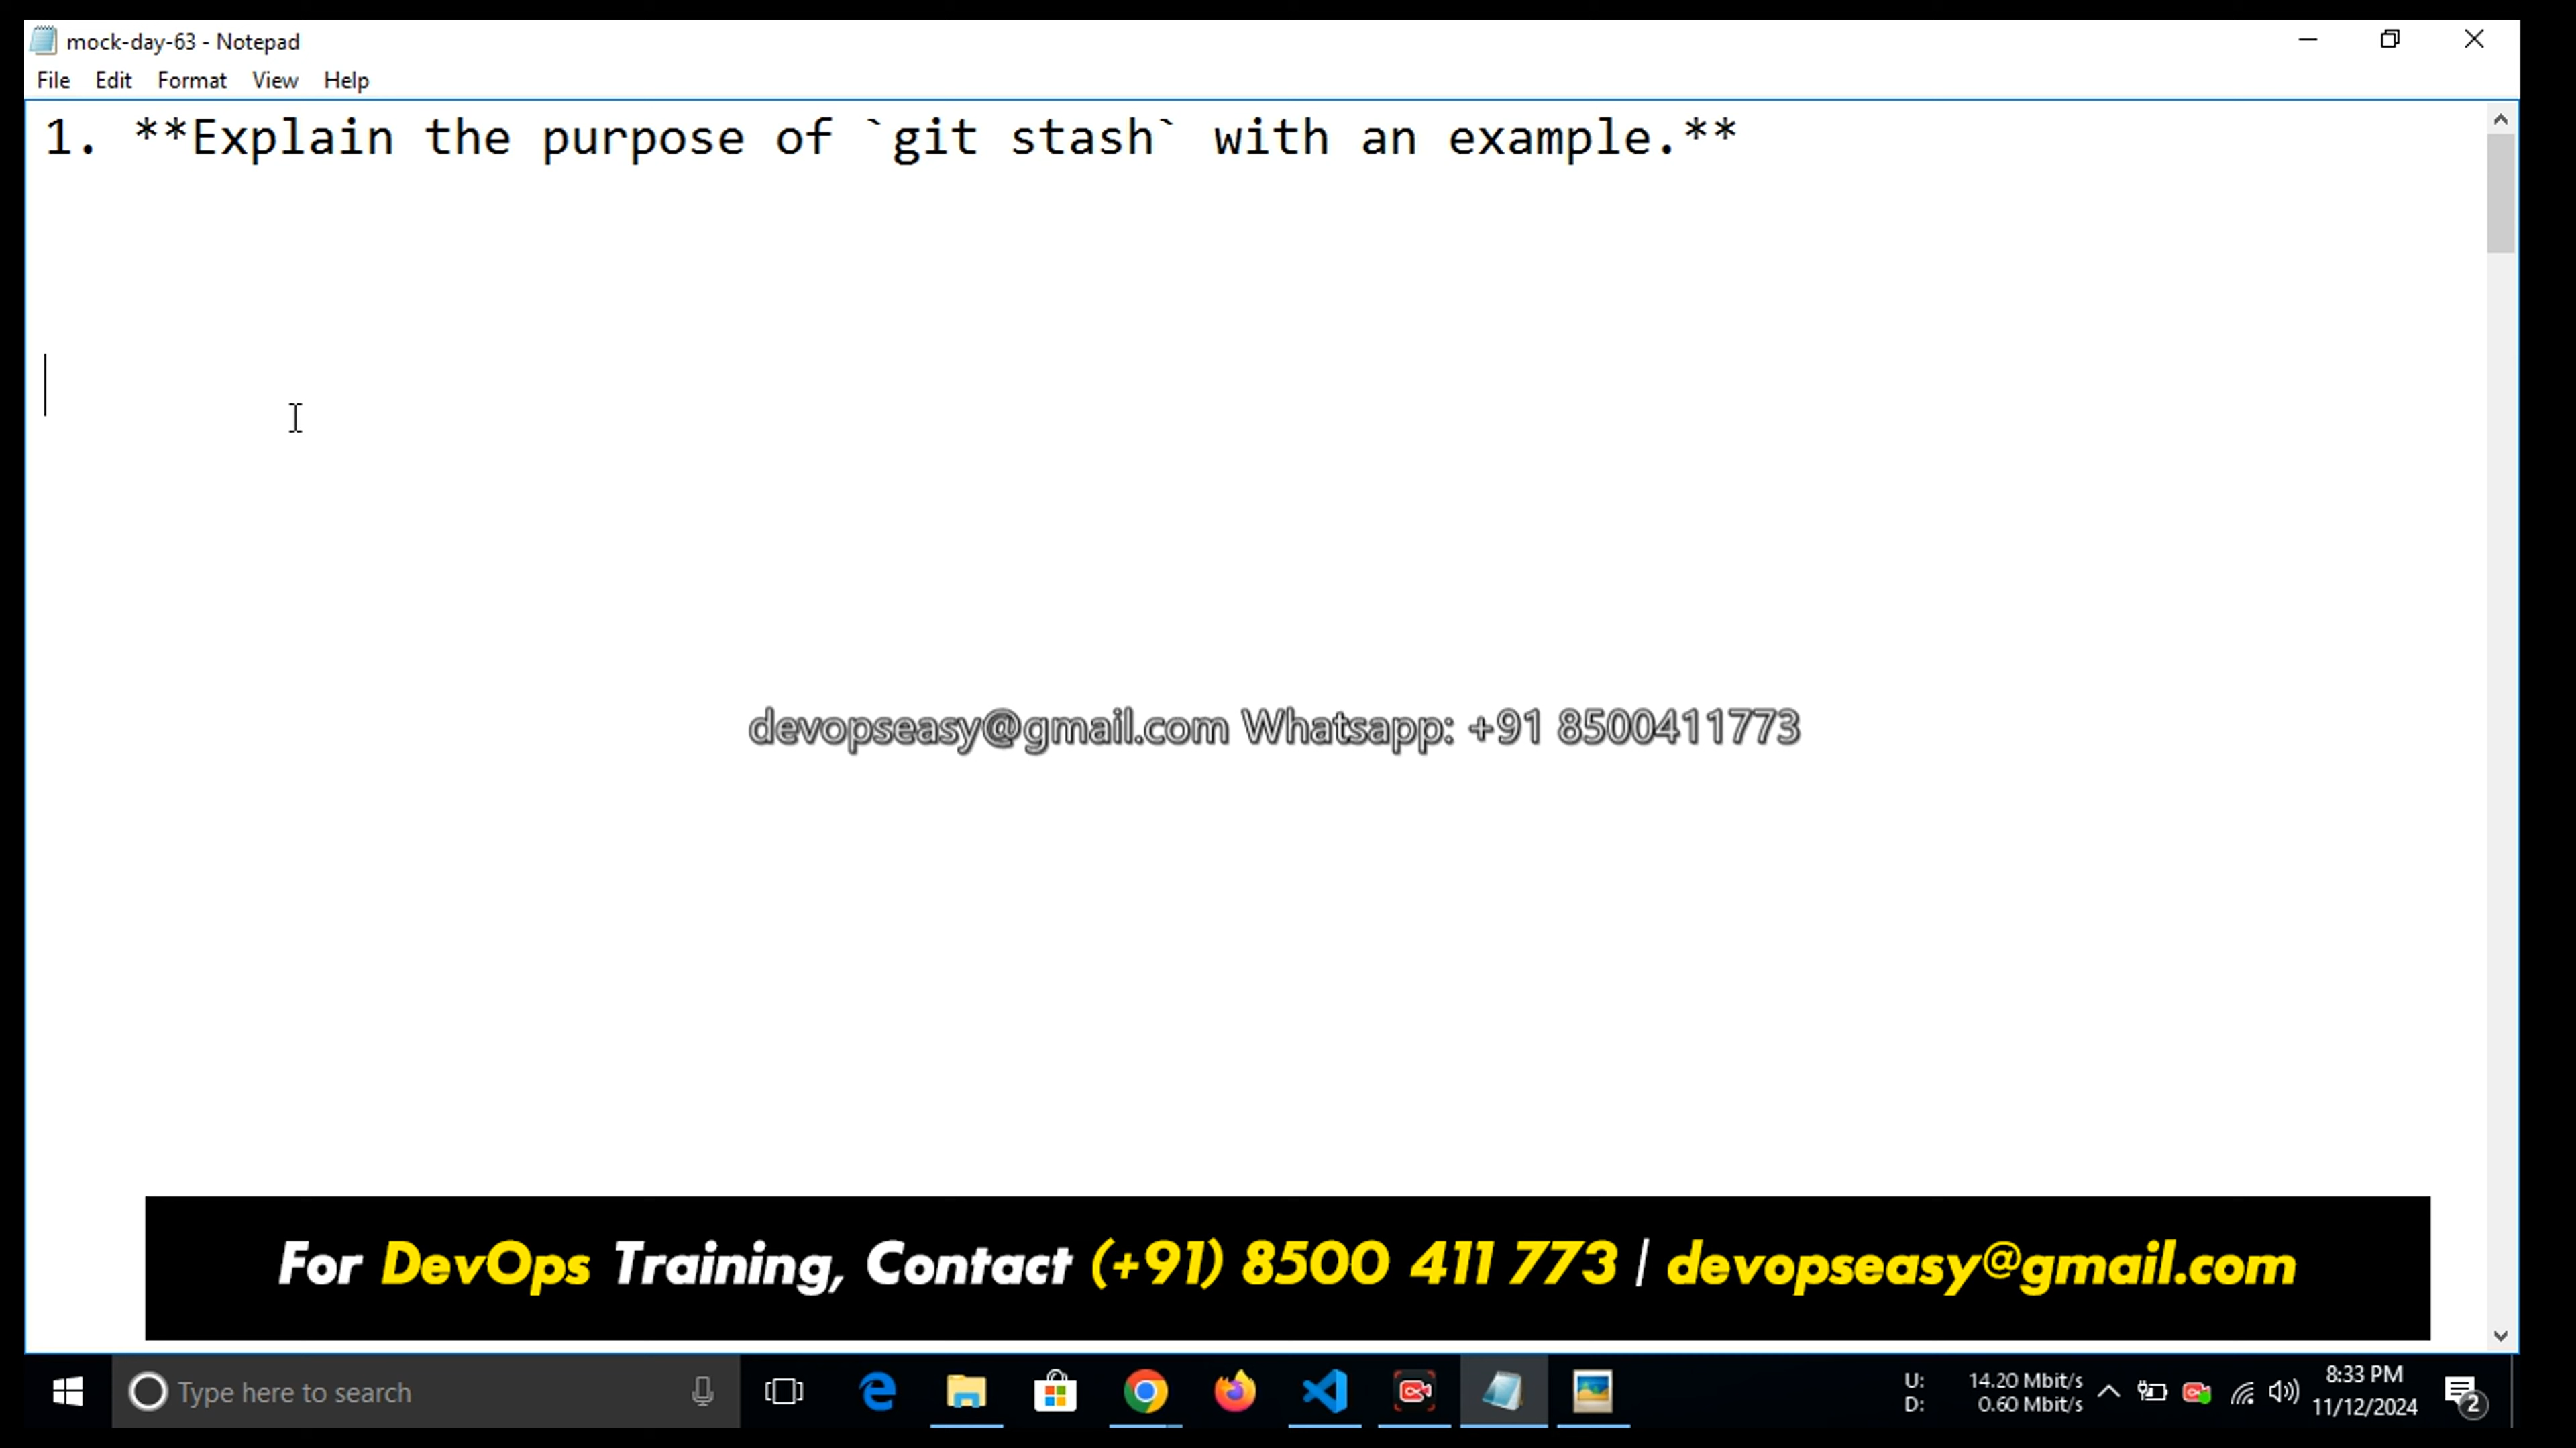 mock-day-63 - Notepad
File Edit Format View Help
1. **Explain the purpose of `git stash` with an example.**
devopseasy@gmail.com Whatsapp: +91 8500411773
For DevOps Training, Contact (+91) 8500 411 773 | devopseasy@gmail.com
Type here to search
U: 14.20 Mbit/s
D: 0.60 Mbit/s
8:33 PM
11/12/2024
2